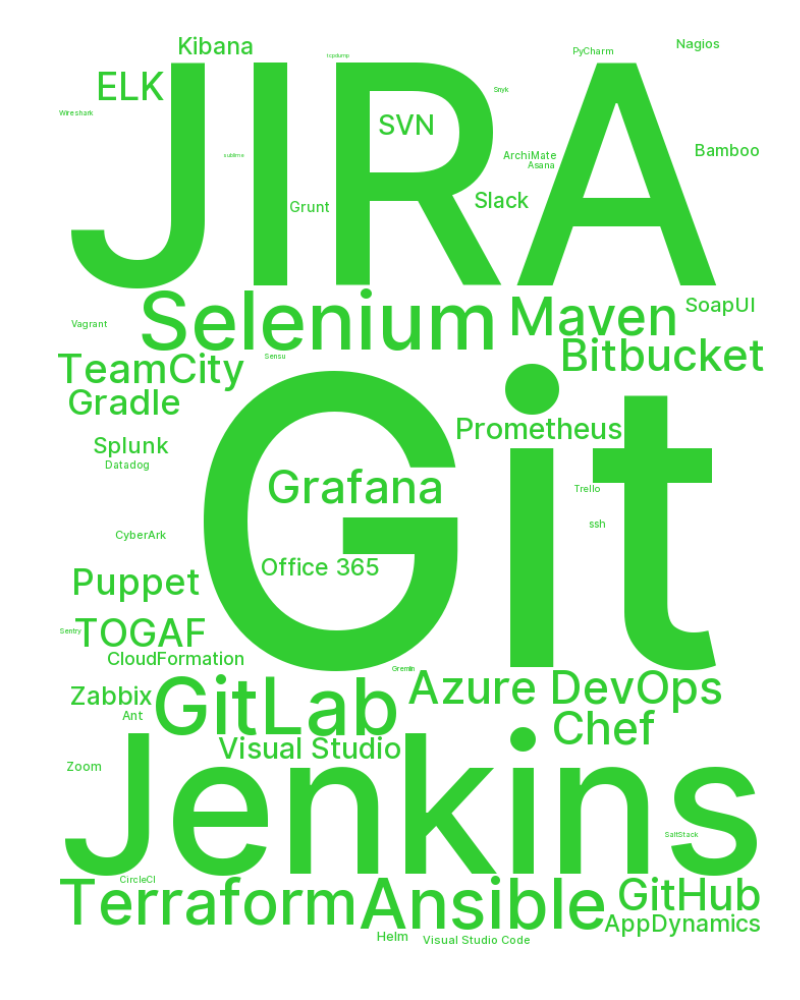 Kibana
tcpdump
PyCharm
Nagios
JIRA
ELK
Snyk
Wireshark
SVN
sublime
ArchiMate
Asana
Bamboo
Grunt
Slack
Selenium
Maven
SoapUI
Vagrant
Sensu
Bitbucket
TeamCity
Gradle
Git
Prometheus
Splunk
Datadog
Grafana
Trello
ssh
CyberArk
Office 365
Puppet
Sentry
TOGAF
CloudFormation
Gremlin
Zabbix
GitLab
Azure DevOps
Ant
Chef
Visual Studio
Jenkins
Zoom
SaltStack
CircleCI
Terraform
Ansible
GitHub
AppDynamics
Helm
Visual Studio Code